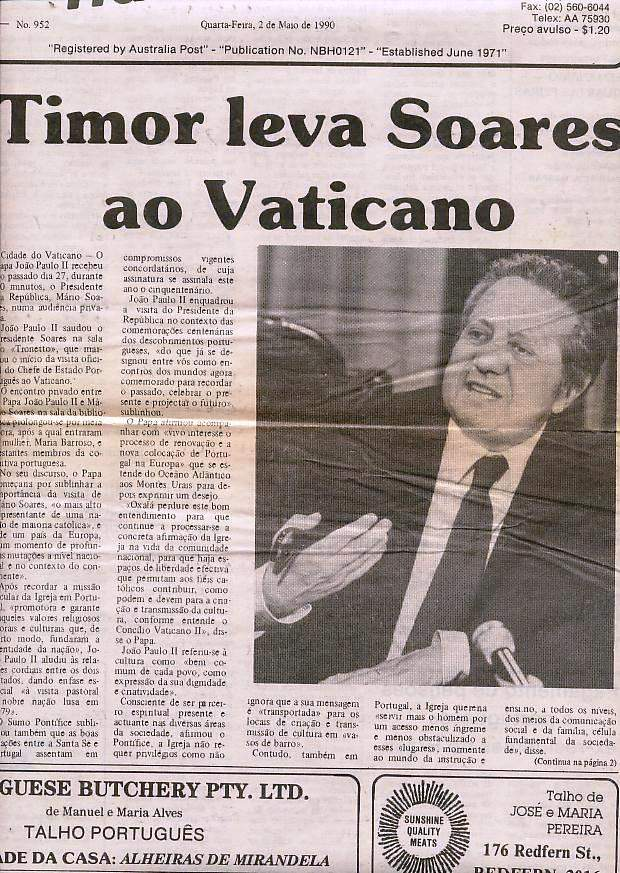 Fax: (02) 560-6044
Telex: AA 75930
Preço avulso - $1.20
— No. 952
Quarta-Feira, 2 de Maio de 1990
"Registered by Australia Post" - "Publication No. NBH0121" - "Established June 1971"
Timor leva Soares
ao Vaticano
Cidade do Vaticano — O
apa João Paulo II recebeu
o passado dia 27, durante
0 minutos, o Presidente
a República, Mário Soa-
es, numa audiência priva-
a.
João Paulo II saudou o
residente Soares na sala
o «Tronetto», que mar-
ou o início da visita ofici-
l do Chefe de Estado Por-
uguês ao Vaticano.
O encontro privado entre
Papa João Paulo II e Má-
o Soares na sala da biblio-
ca prolongou-se por meia
ora, após a qual entraram
mulher, Maria Barroso, e
estantes membros da co-
itiva portuguesa.
No seu discurso, o Papa
omeçana por sublinhar a
portância da visita de
ário Soares, «o mais alto
presentante de uma na-
o de maioria católica», e
de um país da Europa,
um momento de profun-
s mutações a nível nacio-
l e no contexto do con-
nente».
Após recordar a missão
cular da Igreja em Portu-
l, «promotora e garante
aqueles valores religiosos
orais e culturais que, de
erto modo, fundaram a
entidade da nação», Jo-
Paulo II aludiu às rela-
es cordiais entre os dois
tados, dando enfase es-
cial «à visita pastoral
nobre nação lusa em
79».
O Sumo Pontífice subli-
ou também que as boas
ações entre a Santa Se e
rtugal assentam em
compromissos vigentes
concordatários, de cuja
assinatura se assinala este
ano o cinquentenário.
João Paulo II enquadrou
a visita do Presidente da
República no contexto das
comemorações centenárias
dos descobrimentos portu-
gueses, «do que já se de-
signou entre vós como en-
contros dos mundos agora
comemorado para recordar
o passado, celebrar o pre-
sente e projectar o futuro»,
sublinhou.
O Papa afirmou acompa-
nhar com «vivo interesse o
processo de renovação e a
nova colocação de Portu-
gal na Europa» que se es-
tende do Oceano Atlântico
aos Montes Urais para de-
pois exprimir um desejo.
«Oxalá perdure este bom
entendimento para que
continue a processar-se a
concreta afirmação da Igre-
ja na vida da comunidade
nacional, para que haja es-
paços de liberdade efectiva
que permitam aos fiéis ca-
tólicos contribuir, como
podem e devem para a cria-
ção e transmissão da cultu-
ra, conforme entende o
Concílio Vaticano II», dis-
se o Papa.
João Paulo II referiu-se à
cultura como «bem comum
de cada povo, como
expressão da sua dignidade
e criatividade».
Consciente de ser parcei-
ro espiritual presente e
actuante nas diversas áreas
da sociedade, afirmou o
Pontífice, a Igreja não re-
quer privilégios como não
ignora que a sua mensagem
é «transportada» para os
locais de criação e trans-
missão de cultura em «va-
sos de barro».
Contudo, também em
Portugal, a Igreja queria
«servir mais o homem por
um acesso menos íngreme
e menos obstaculizado a
esses «lugares», mormente
ao mundo da instrução e
ensino, a todos os níveis,
dos meios da comunicação
social e da família, célula
fundamental da socieda-
de», disse.
(Continua na página 2)
GUESE BUTCHERY PTY. LTD.
de Manuel e Maria Alves
TALHO PORTUGUÊS
ADE DA CASA: ALHEIRAS DE MIRANDELA
SUNSHINE
QUALITY
MEATS
Talho de
JOSÉ e MARIA
PEREIRA
176 Redfern St.,
REDFERN 2016